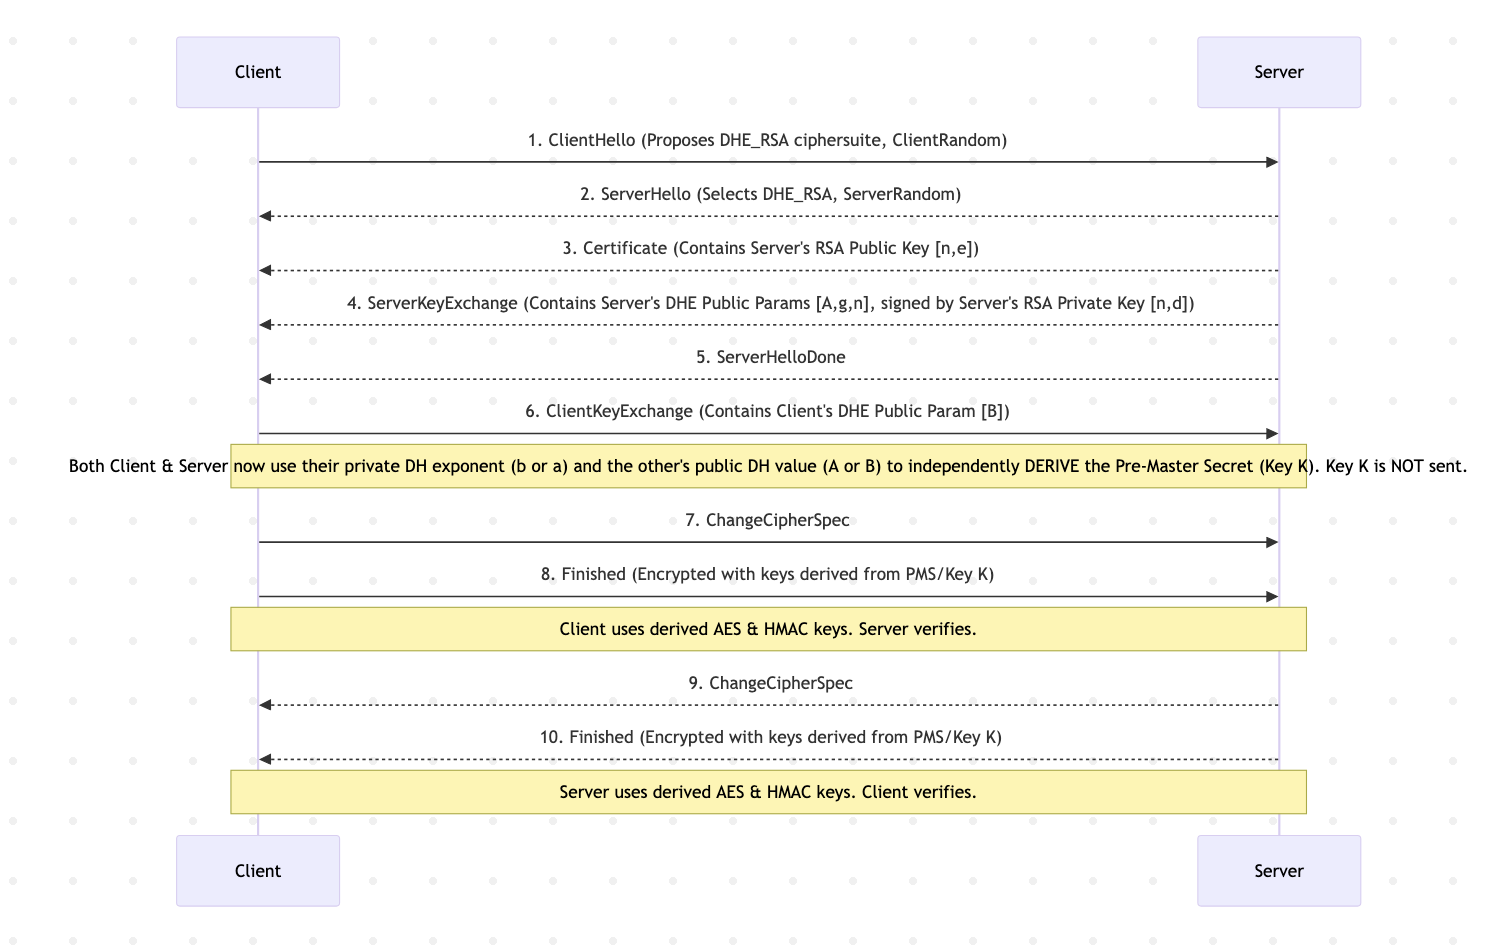 Client
Server
1. ClientHello (Proposes DHE_RSA ciphersuite, ClientRandom)
2. ServerHello (Selects DHE_RSA, ServerRandom)
3. Certificate (Contains Server's RSA Public Key [n,e])
4. ServerKeyExchange (Contains Server's DHE Public Params [A,g,n], signed by Server's RSA Private Key [n,d])
5. ServerHelloDone
6. ClientKeyExchange (Contains Client's DHE Public Param [B])
Both Client & Server now use their private DH exponent (b or a) and the other's public DH value (A or B) to independently DERIVE the Pre-Master Secret (Key K). Key K is NOT sent.
7. ChangeCipherSpec
8. Finished (Encrypted with keys derived from PMS/Key K)
Client uses derived AES & HMAC keys. Server verifies.
9. ChangeCipherSpec
10. Finished (Encrypted with keys derived from PMS/Key K)
Server uses derived AES & HMAC keys. Client verifies.
Client
Server